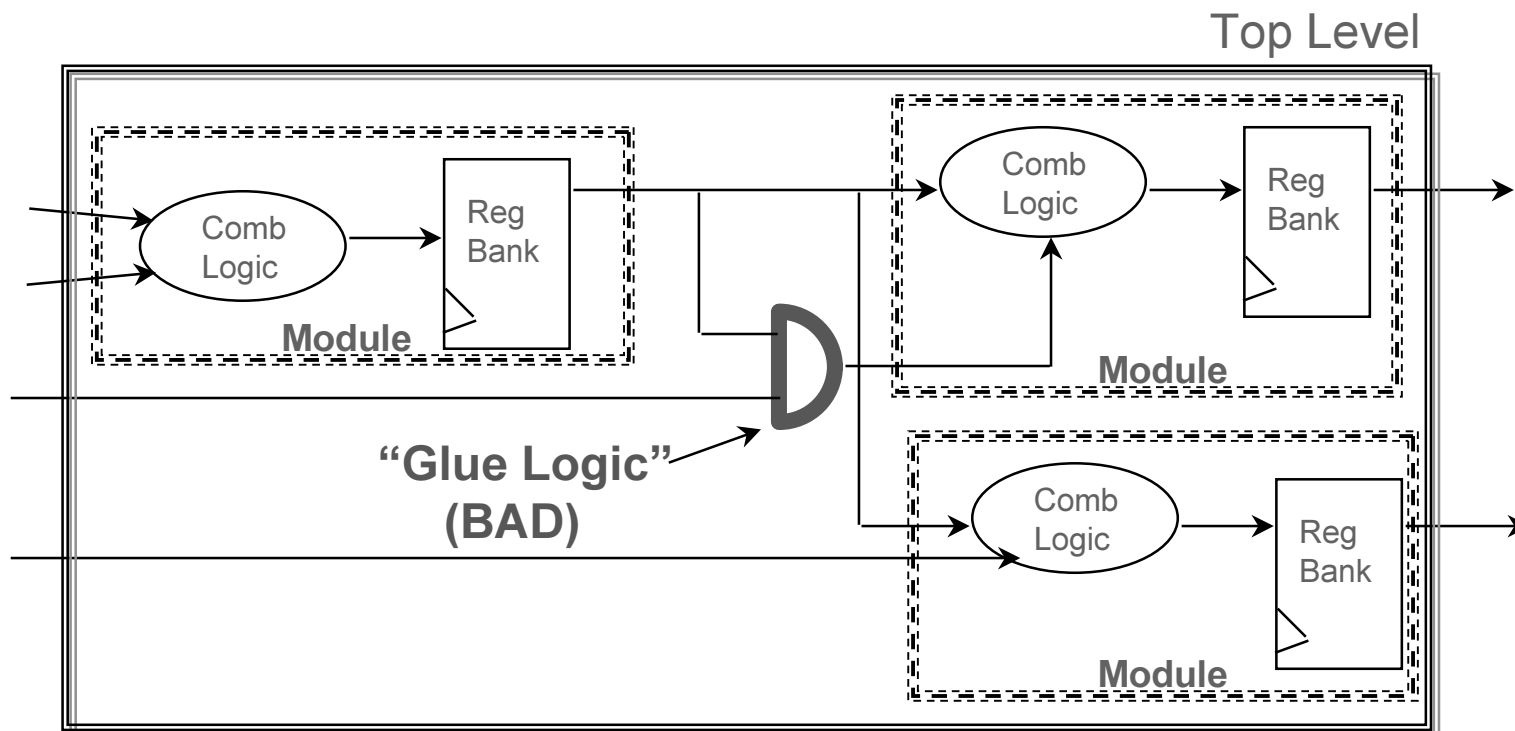 Top Level
Comb
Logic
Reg
Bank
Module
Comb
Logic
Reg
Bank
Module
“Glue Logic”
(BAD)
Comb
Logic
Reg
Bank
Module